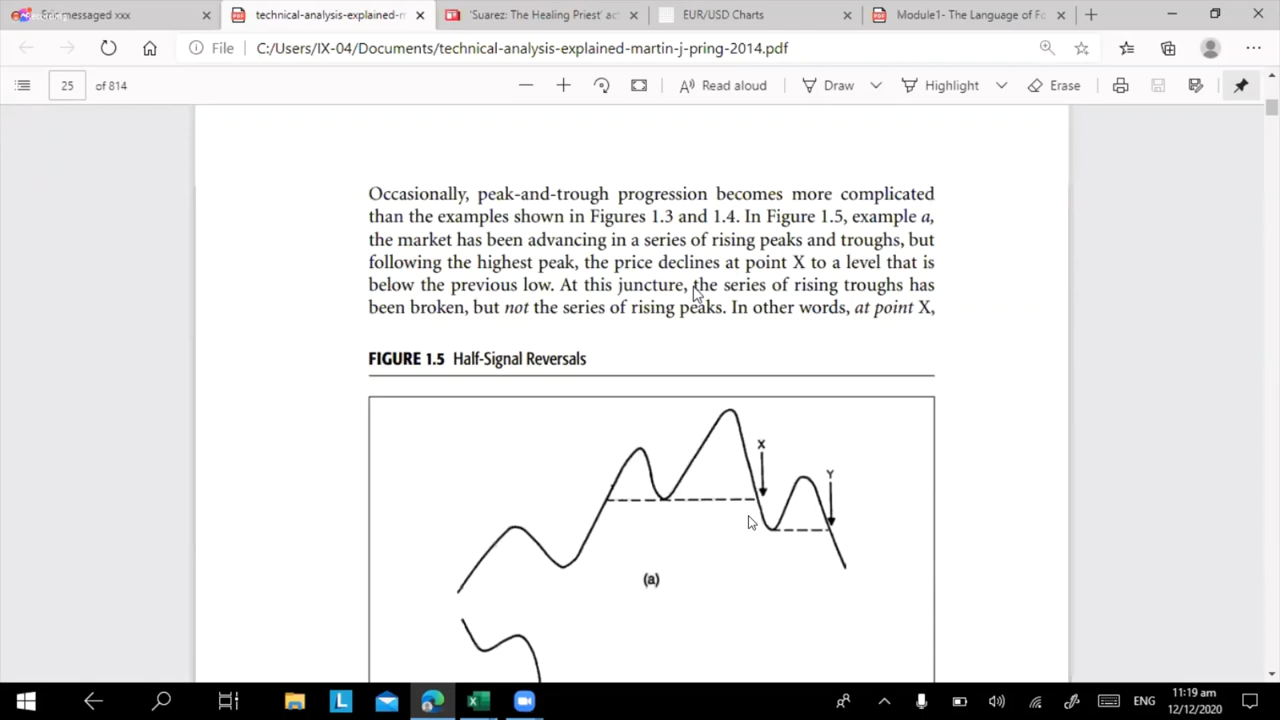 Eric messaged xxx
technical-analysis-explained-m
'Suarez: The Healing Priest' ac
EUR/USD Charts
Module1- The Language of Fo
File
C:/Users/IX-04/Documents/technical-analysis-explained-martin-j-pring-2014.pdf
25 of 814
Read aloud
Draw
Highlight
Erase
Occasionally, peak-and-trough progression becomes more complicated
than the examples shown in Figures 1.3 and 1.4. In Figure 1.5, example a,
the market has been advancing in a series of rising peaks and troughs, but
following the highest peak, the price declines at point X to a level that is
below the previous low. At this juncture, the series of rising troughs has
been broken, but not the series of rising peaks. In other words, at point X,
FIGURE 1.5 Half-Signal Reversals
X
Y
(a)
ENG
11:19 am
12/12/2020